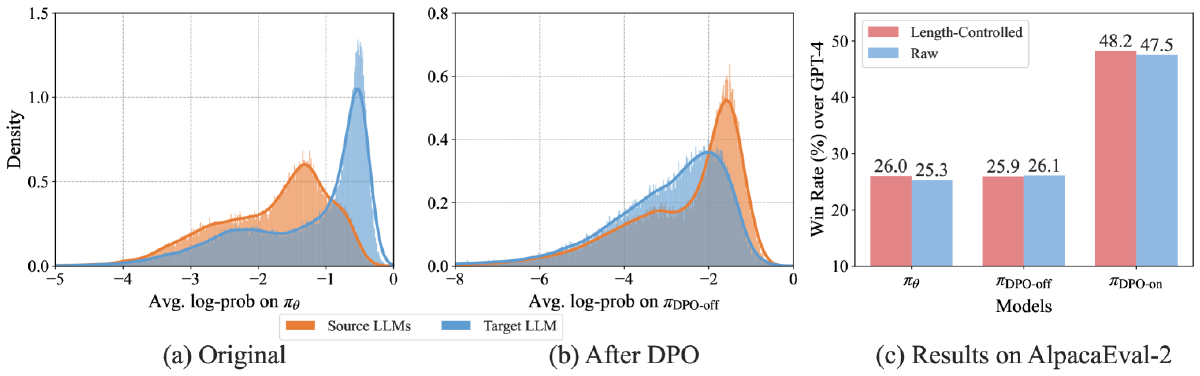 1.5
1.0
0.5
0.0
Density
−5
−4
−3
−2
−1
0
Avg. log-prob on πθ
0.8
0.6
0.4
0.2
0.0
−8
−6
−4
−2
0
Avg. log-prob on πDPO-off
Source LLMs
Target LLM
Length-Controlled
Raw
50
40
30
20
10
Win Rate (%) over GPT-4
26.0
25.3
25.9
26.1
48.2
47.5
πθ
πDPO-off
πDPO-on
Models
(a) Original
(b) After DPO
(c) Results on AlpacaEval-2